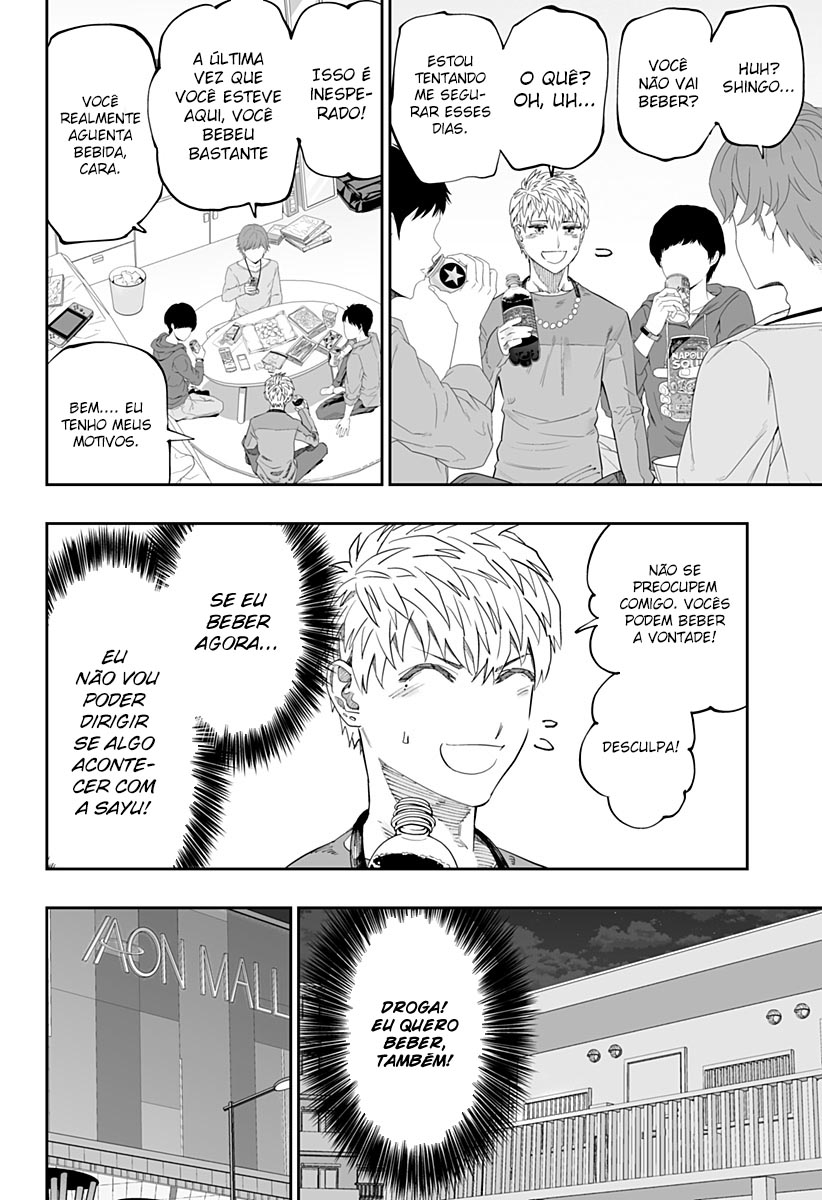 HUH?
SHINGO...
VOCÊ
NÃO VAI
BEBER?
O QUÊ?
OH, UH...
ESTOU
TENTANDO
ME SEGU-
RAR ESSES
DIAS.
NAPOLI
SOU
ISSO É
INESPE-
RADO!
A ÚLTIMA
VEZ QUE
VOCÊ ESTEVE
AQUI, VOCÊ
BEBEU
BASTANTE
VOCÊ
REALMENTE
AGUENTA
BEBIDA,
CARA.
BEM.... EU
TENHO MEUS
MOTIVOS.
NÃO SE
PREOCUPEM
COMIGO. VOCÊS
PODEM BEBER
A VONTADE!
DESCULPA!
SE EU
BEBER
AGORA...
EU
NÃO VOU
PODER
DIRIGIR
SE ALGO
ACONTE-
CER COM
A SAYU!
DROGA!
EU QUERO
BEBER,
TAMBÉM!
AON MALL